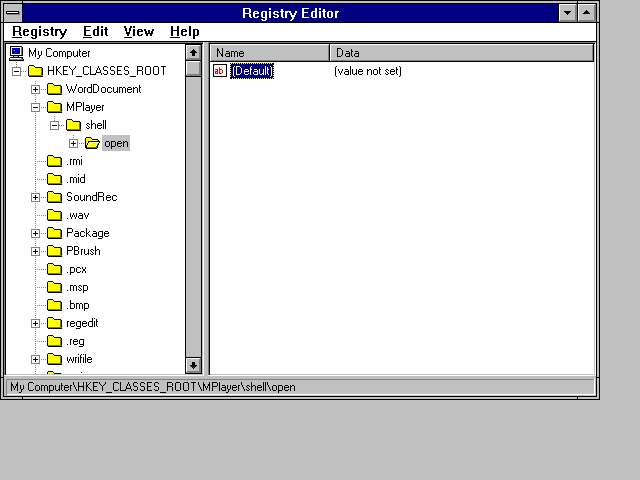 Registry Editor
Registry Edit View Help
My Computer
HKEY_CLASSES_ROOT
WordDocument
MPlayer
shell
open
.rmi
.mid
SoundRec
.wav
Package
PBrush
.pcx
.msp
.bmp
regedit
.reg
wrifile
Name Data
ab (Default) (value not set)
My Computer\HKEY_CLASSES_ROOT\MPlayer\shell\open